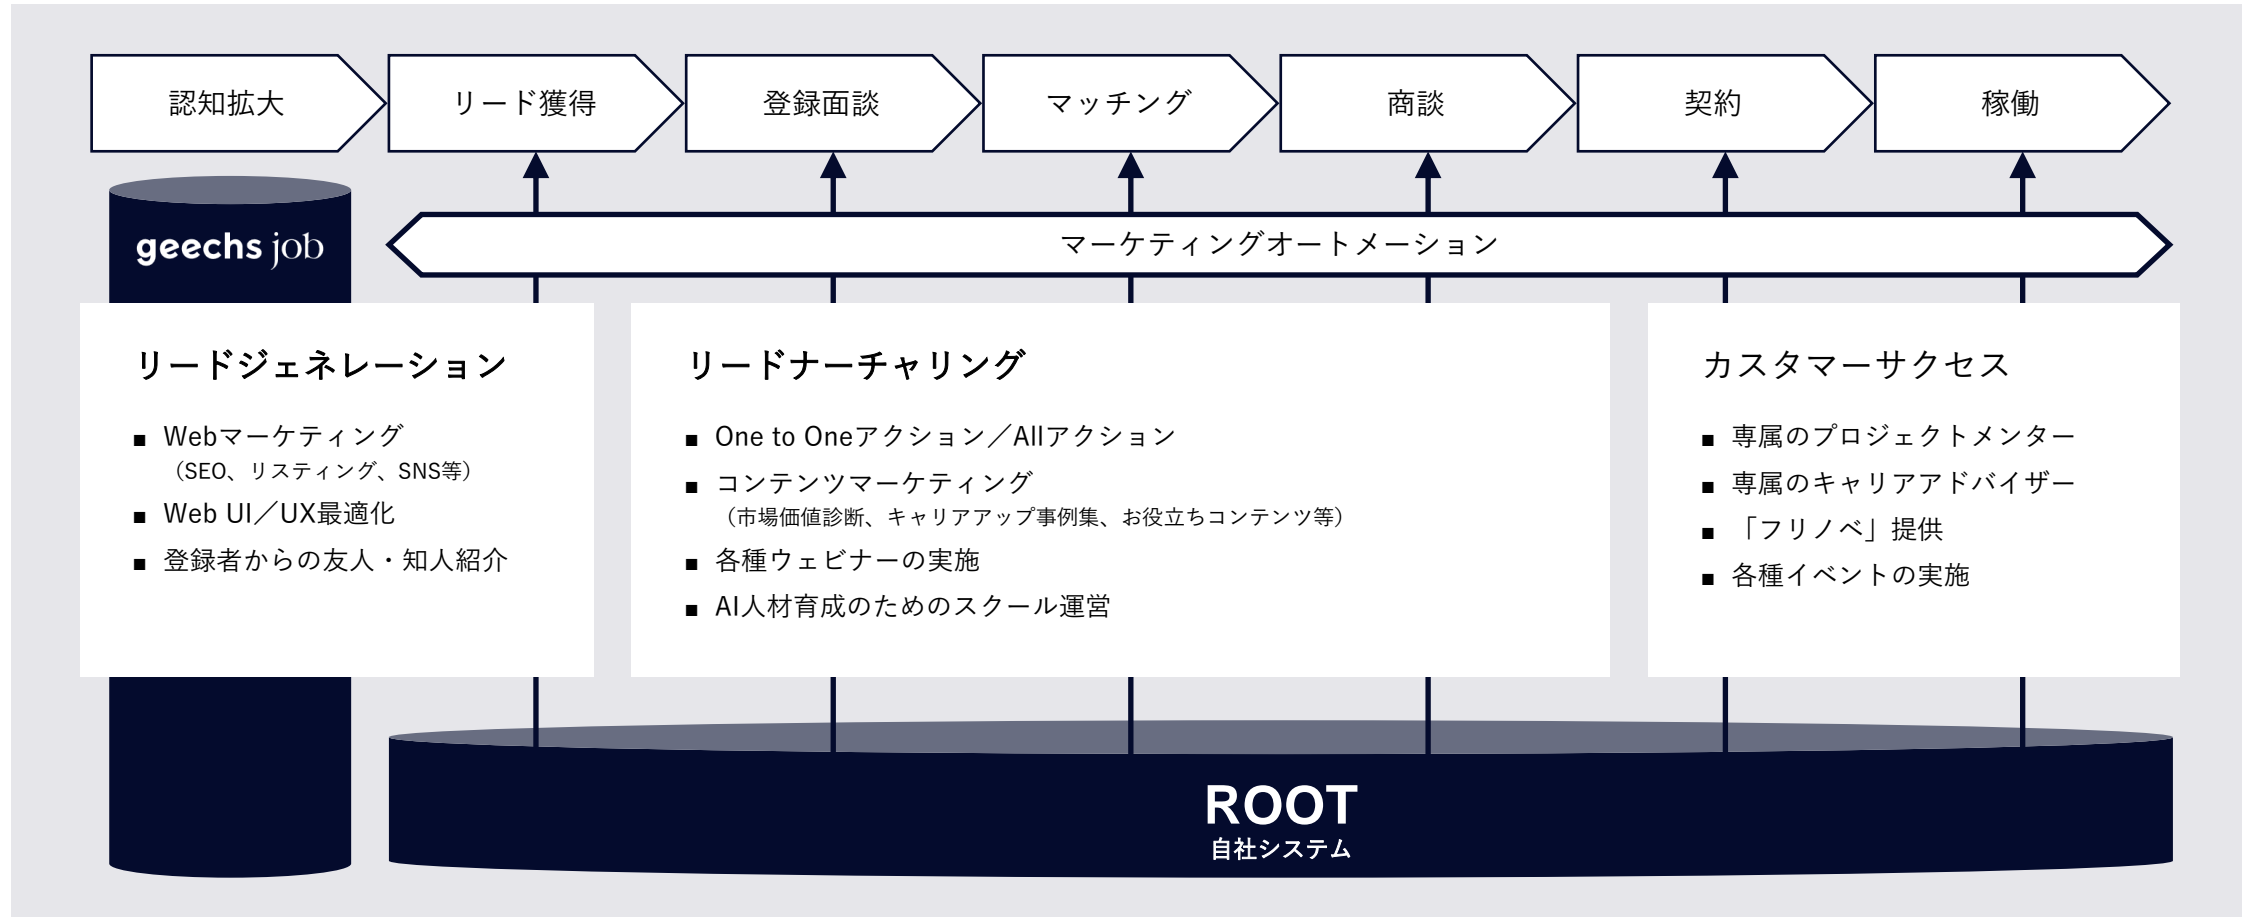 認知拡大
リード獲得
登録面談
マッチング
商談
契約
稼働
geechs job
マーケティングオートメーション
リードジェネレーション
■ Webマーケティング
（SEO、リスティング、SNS等）
■ Web UI／UX最適化
■ 登録者からの友人・知人紹介
リードナーチャリング
■ One to Oneアクション／Allアクション
■ コンテンツマーケティング
（市場価値診断、キャリアアップ事例集、お役立ちコンテンツ等）
■ 各種ウェビナーの実施
■ AI人材育成のためのスクール運営
カスタマーサクセス
■ 専属のプロジェクトメンター
■ 専属のキャリアアドバイザー
■ 「フリノベ」提供
■ 各種イベントの実施
ROOT
自社システム